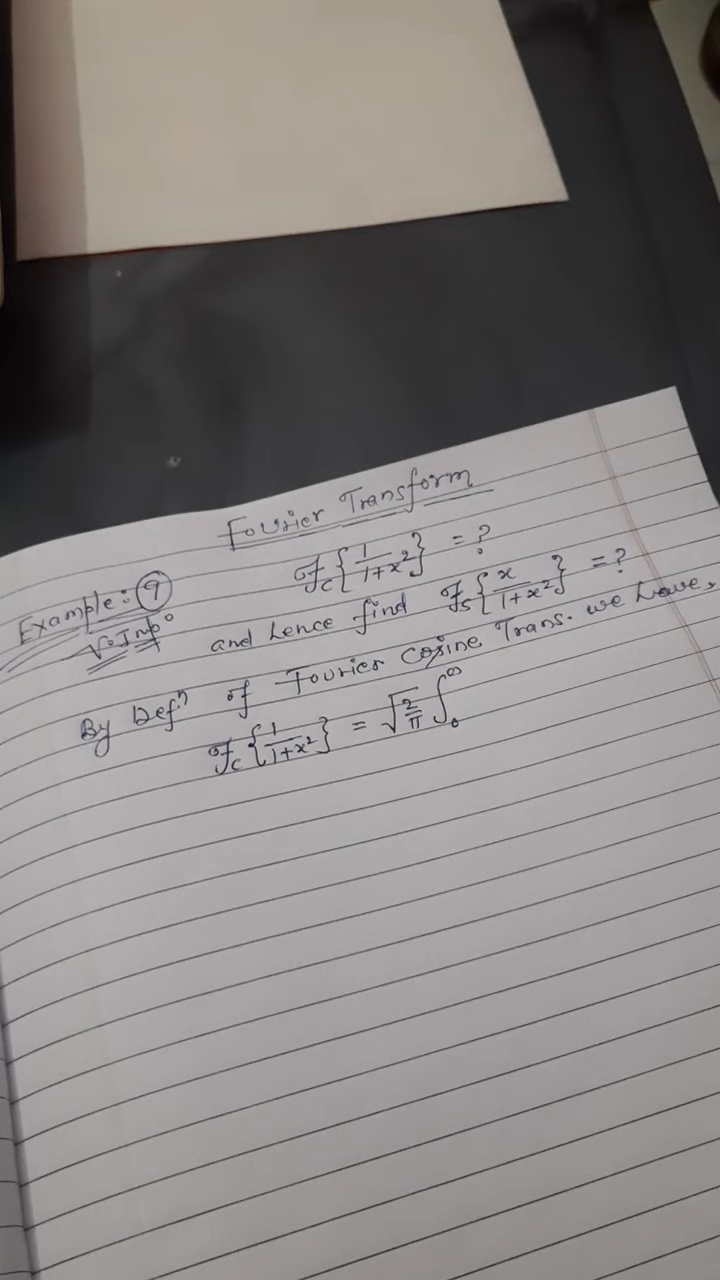 Fourier Transform
Example: 9 ℱc{1/1+x²} = ?
V.Imp° and hence find ℱs{x/1+x²} = ?
By Defⁿ of Fourier Cosine Trans. we have,
ℱc{1/1+x²} = √2/π ∫₀^∞